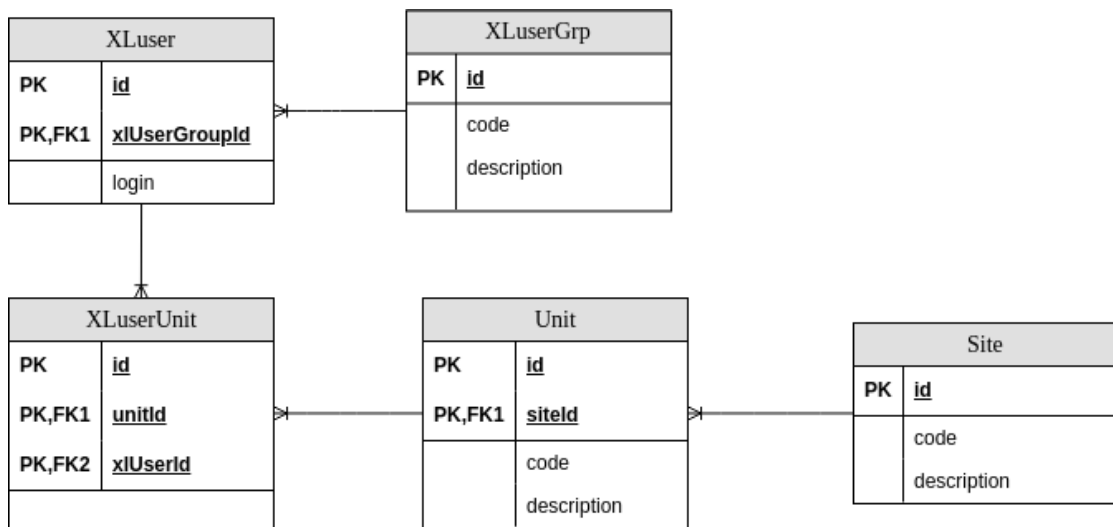 XLuser
PK id
PK,FK1 xlUserGroupId
login
XLuserGrp
PK id
code
description
XLuserUnit
PK id
PK,FK1 unitId
PK,FK2 xlUserId
Unit
PK id
PK,FK1 siteId
code
description
Site
PK id
code
description